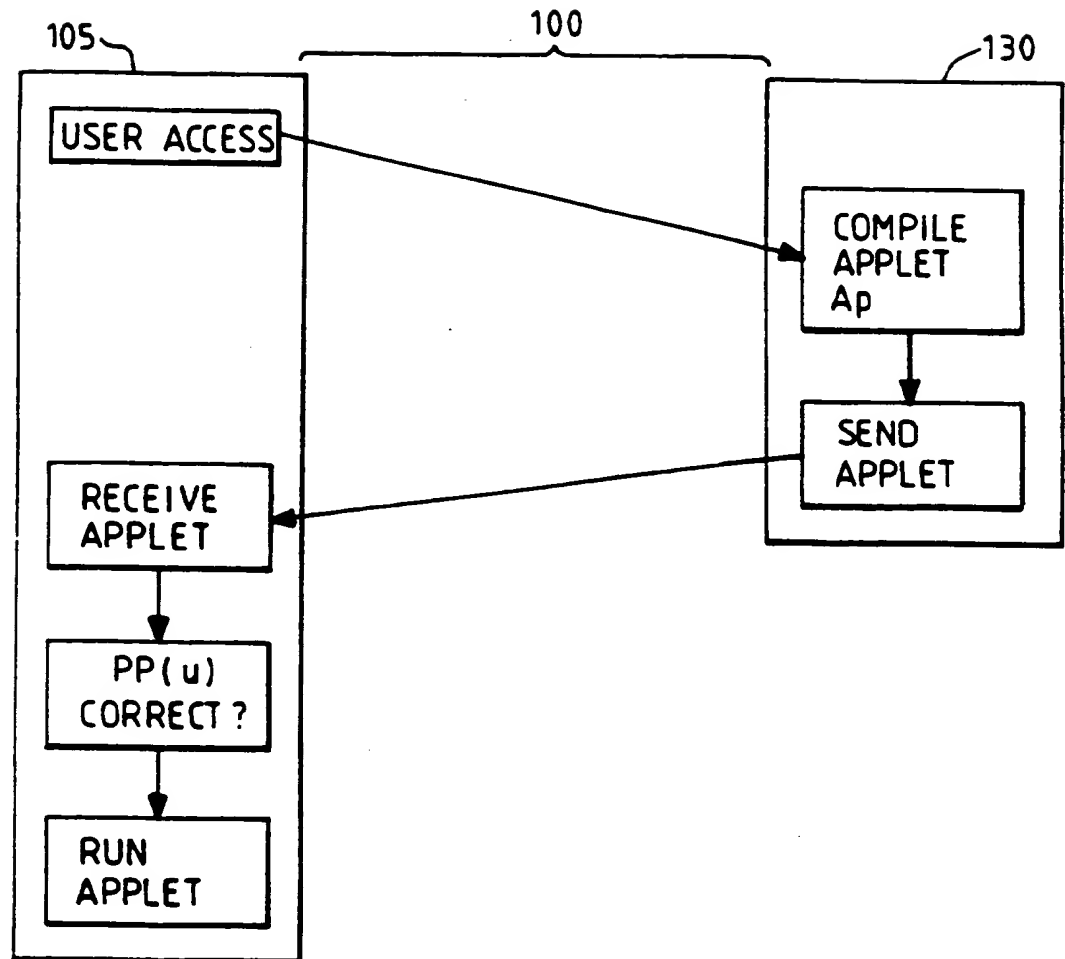 105
100
130
USER ACCESS
COMPILE
APPLET
Ap
SEND
APPLET
RECEIVE
APPLET
PP(u)
CORRECT?
RUN
APPLET